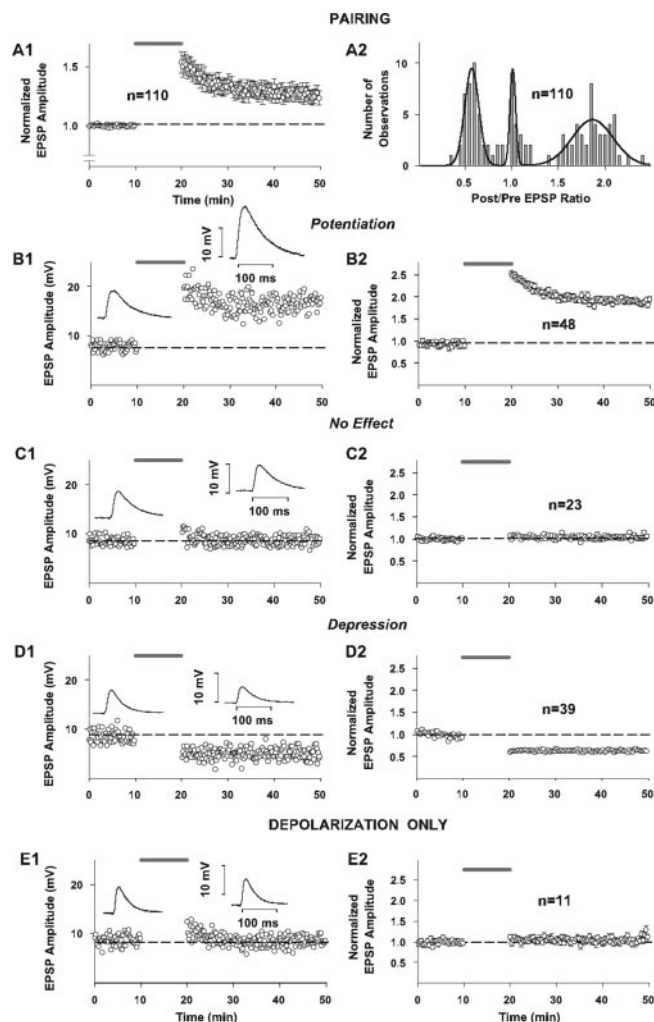 PAIRING
A1
Normalized
EPSP Amplitude
1.5
1.0
n=110
0 10 20 30 40 50
Time (min)
A2
Number of
Observations
10
5
0
n=110
0.5 1.0 1.5 2.0
Post/Pre EPSP Ratio
Potentiation
B1
EPSP Amplitude (mV)
20
10
10 mV
100 ms
0 10 20 30 40 50
B2
Normalized
EPSP Amplitude
2.5
2.0
1.5
1.0
0.5
n=48
0 10 20 30 40 50
No Effect
C1
EPSP Amplitude (mV)
20
10
10 mV
100 ms
0 10 20 30 40 50
C2
Normalized
EPSP Amplitude
2.5
2.0
1.5
1.0
0.5
n=23
0 10 20 30 40 50
Depression
D1
EPSP Amplitude (mV)
20
10
10 mV
100 ms
0 10 20 30 40 50
D2
Normalized
EPSP Amplitude
2.5
2.0
1.5
1.0
0.5
n=39
0 10 20 30 40 50
DEPOLARIZATION ONLY
E1
EPSP Amplitude (mV)
20
10
10 mV
100 ms
0 10 20 30 40 50
Time (min)
E2
Normalized
EPSP Amplitude
2.5
2.0
1.5
1.0
0.5
n=11
0 10 20 30 40 50
Time (min)